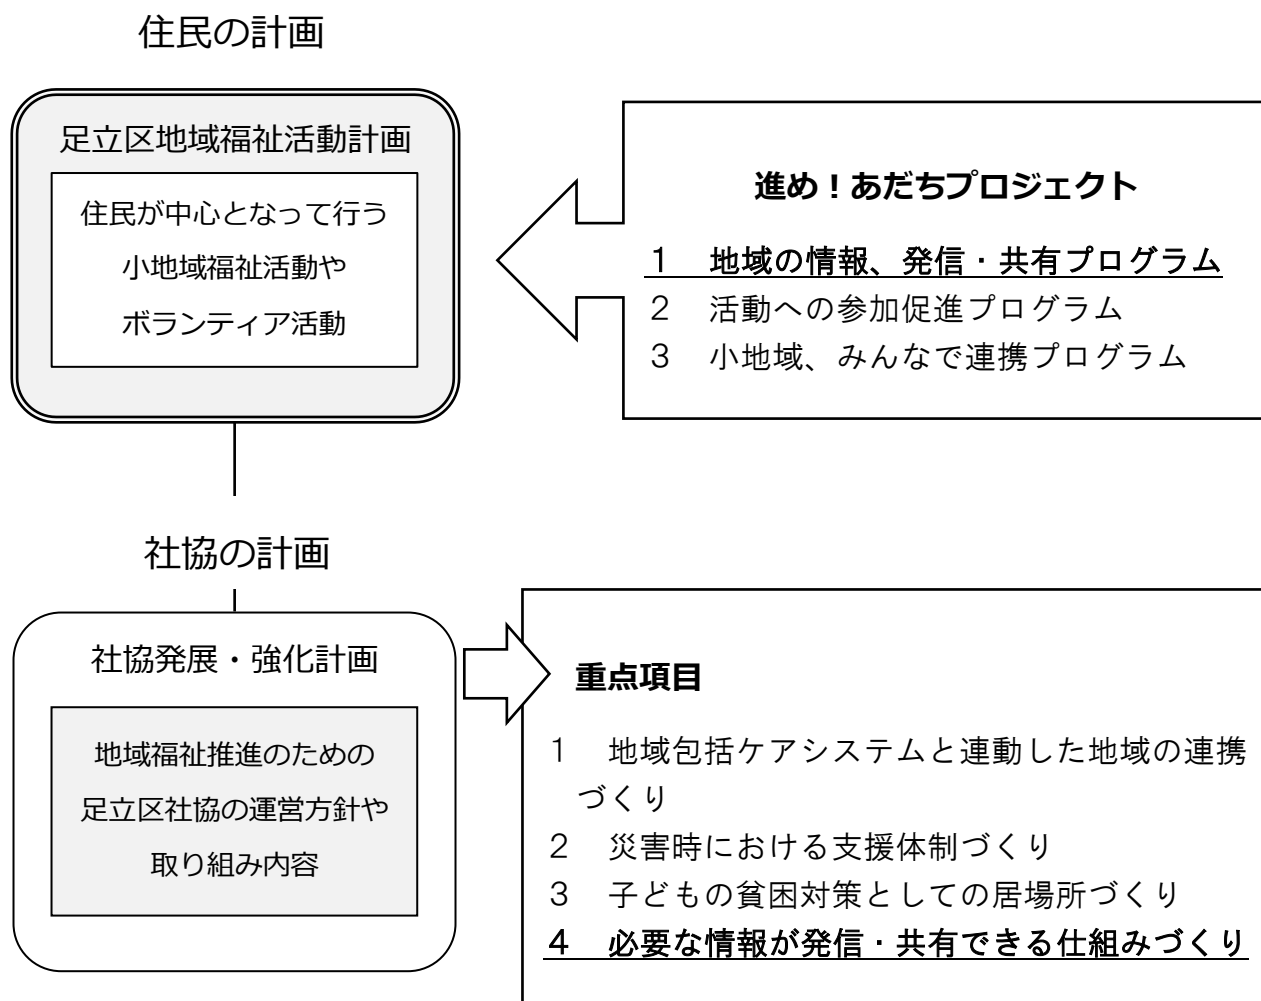 住民の計画
足立区地域福祉活動計画
住民が中心となって行う
小地域福祉活動や
ボランティア活動
進め！あだちプロジェクト
１　地域の情報、発信・共有プログラム
２　活動への参加促進プログラム
３　小地域、みんなで連携プログラム
社協の計画
社協発展・強化計画
地域福祉推進のための
足立区社協の運営方針や
取り組み内容
重点項目
１　地域包括ケアシステムと連動した地域の連携
づくり
２　災害時における支援体制づくり
３　子どもの貧困対策としての居場所づくり
４　必要な情報が発信・共有できる仕組みづくり